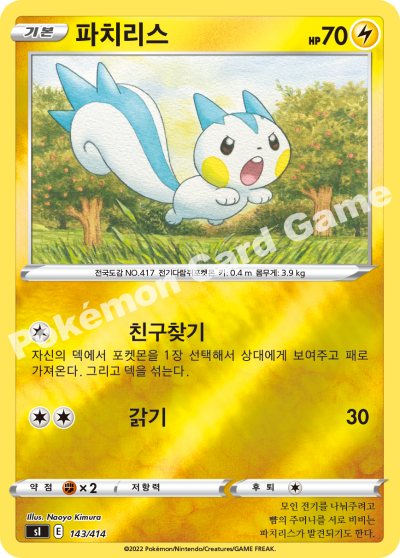 기본 파치리스 HP 70
전국도감 NO.417 전기다람쥐포켓몬 키: 0.4 m 몸무게: 3.9 kg
친구찾기
자신의 덱에서 포켓몬을 1장 선택해서 상대에게 보여주고 패로
가져온다. 그리고 덱을 섞는다.
갉기 30
약점 ×2 저항력 후퇴
Illus. Naoyo Kimura
sI E 143/414
모인 전기를 나눠주려고
뺨의 주머니를 서로 비비는
파치리스가 발견되기도 한다.
©2022 Pokémon/Nintendo/Creatures/GAME FREAK.
Pokémon Card Game